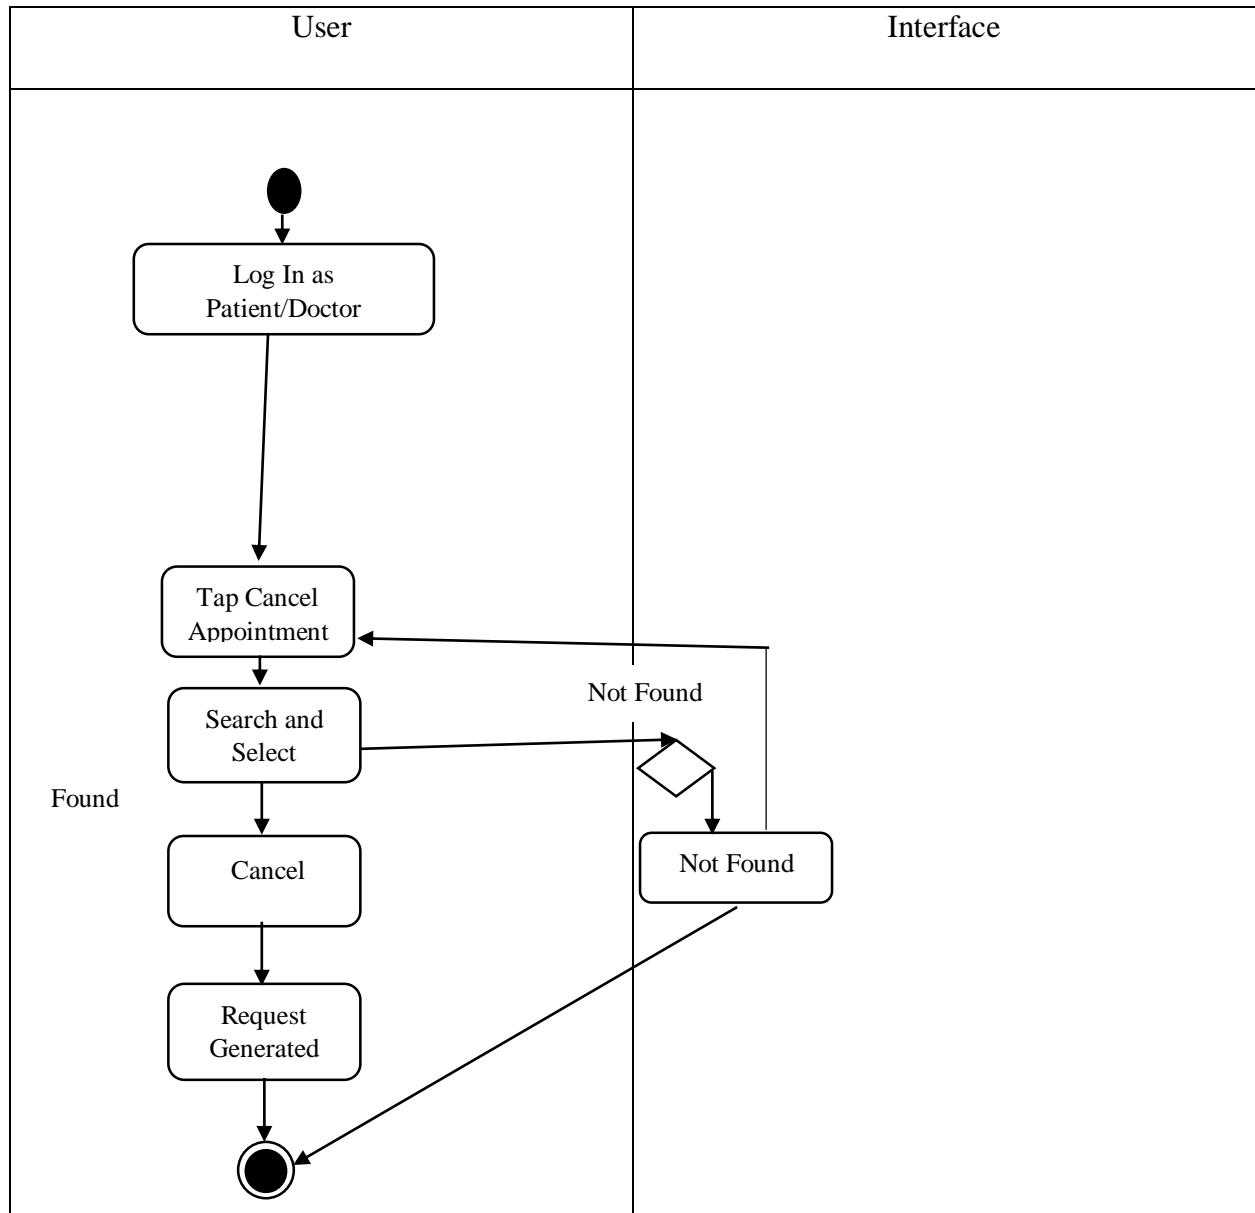 User
Interface
Log In as
Patient/Doctor
Tap Cancel
Appointment
Not Found
Search and
Select
Found
Cancel
Not Found
Request
Generated